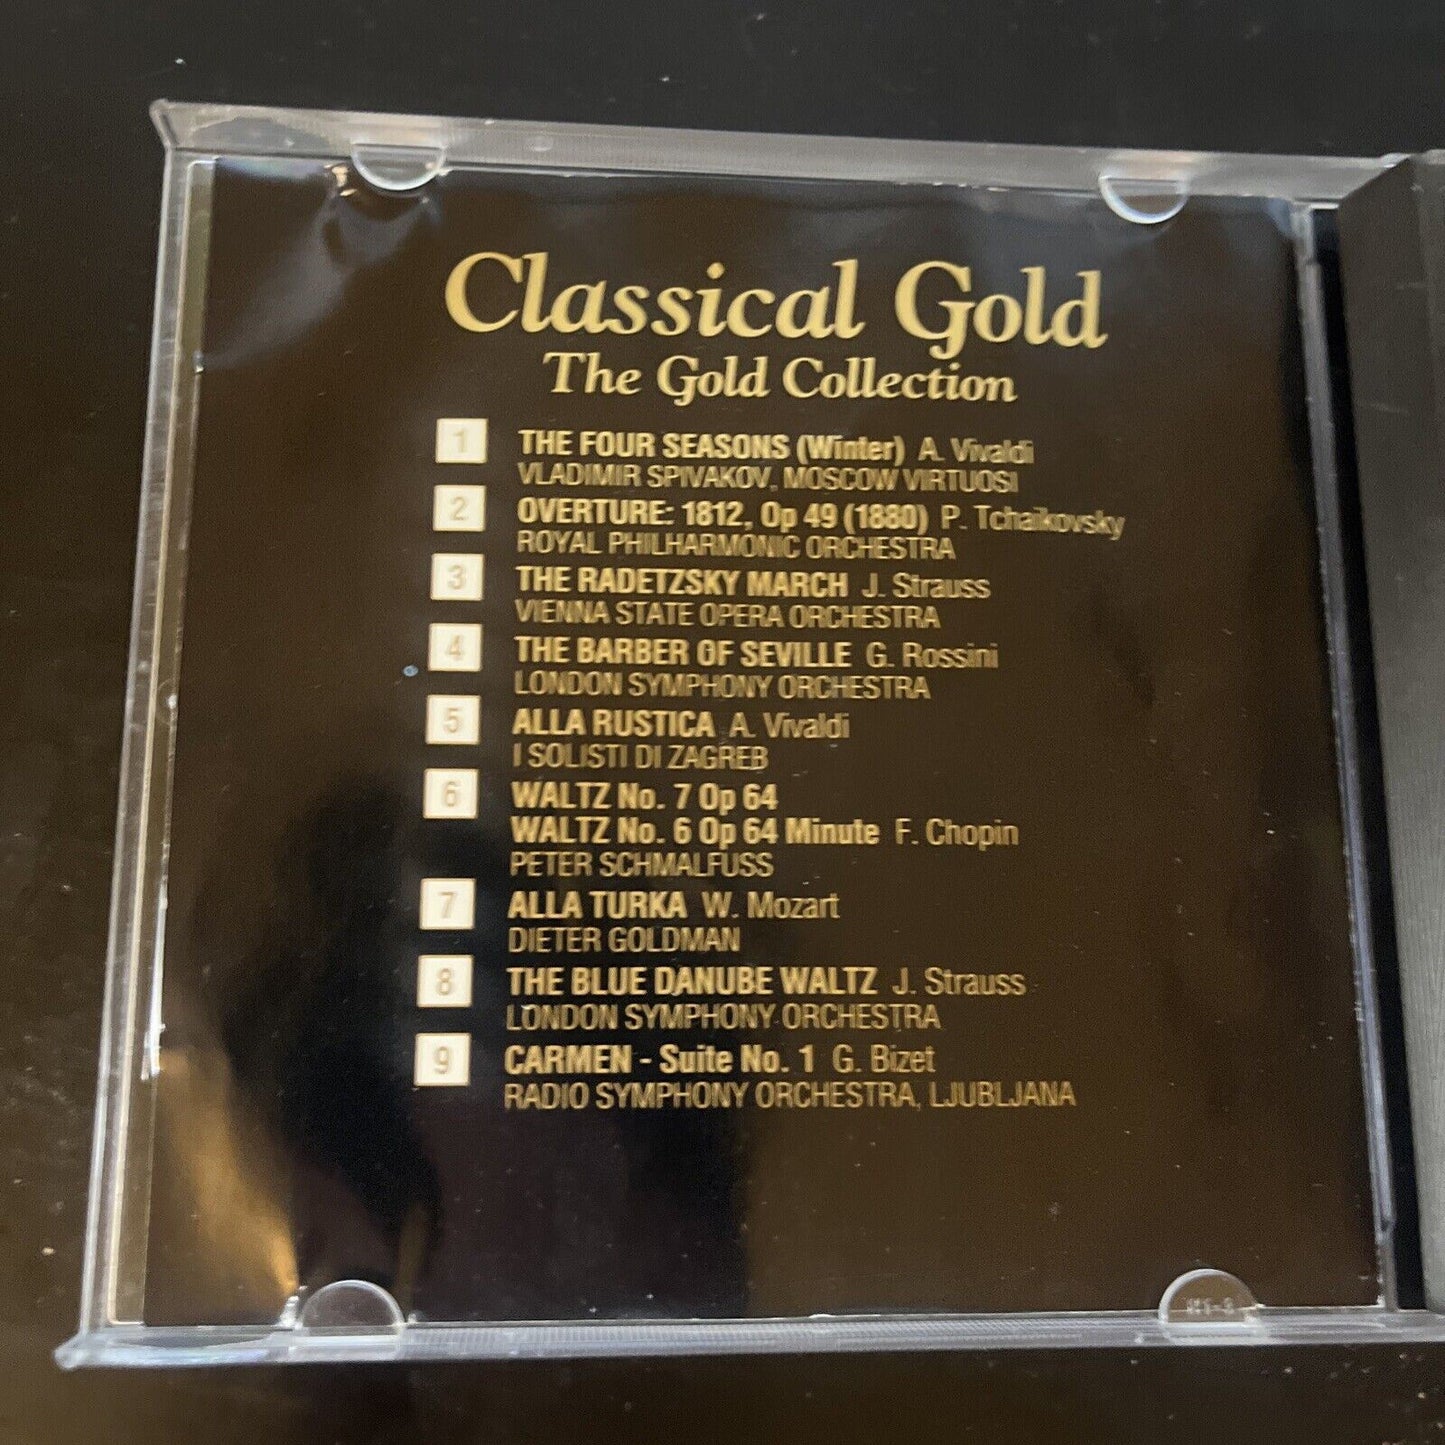 Classical Gold
The Gold Collection
1 THE FOUR SEASONS (Winter) A. Vivaldi
VLADIMIR SPIVAKOV, MOSCOW VIRTUOSI
2 OVERTURE: 1812, Op 49 (1880) P. Tchaikovsky
ROYAL PHILHARMONIC ORCHESTRA
3 THE RADETZSKY MARCH J. Strauss
VIENNA STATE OPERA ORCHESTRA
4 THE BARBER OF SEVILLE G. Rossini
LONDON SYMPHONY ORCHESTRA
5 ALLA RUSTICA A. Vivaldi
I SOLISTI DI ZAGREB
6 WALTZ No. 7 Op 64
WALTZ No. 6 Op 64 Minute F. Chopin
PETER SCHMALFUSS
7 ALLA TURKA W. Mozart
DIETER GOLDMAN
8 THE BLUE DANUBE WALTZ J. Strauss
LONDON SYMPHONY ORCHESTRA
9 CARMEN - Suite No. 1 G. Bizet
RADIO SYMPHONY ORCHESTRA, LJUBLJANA